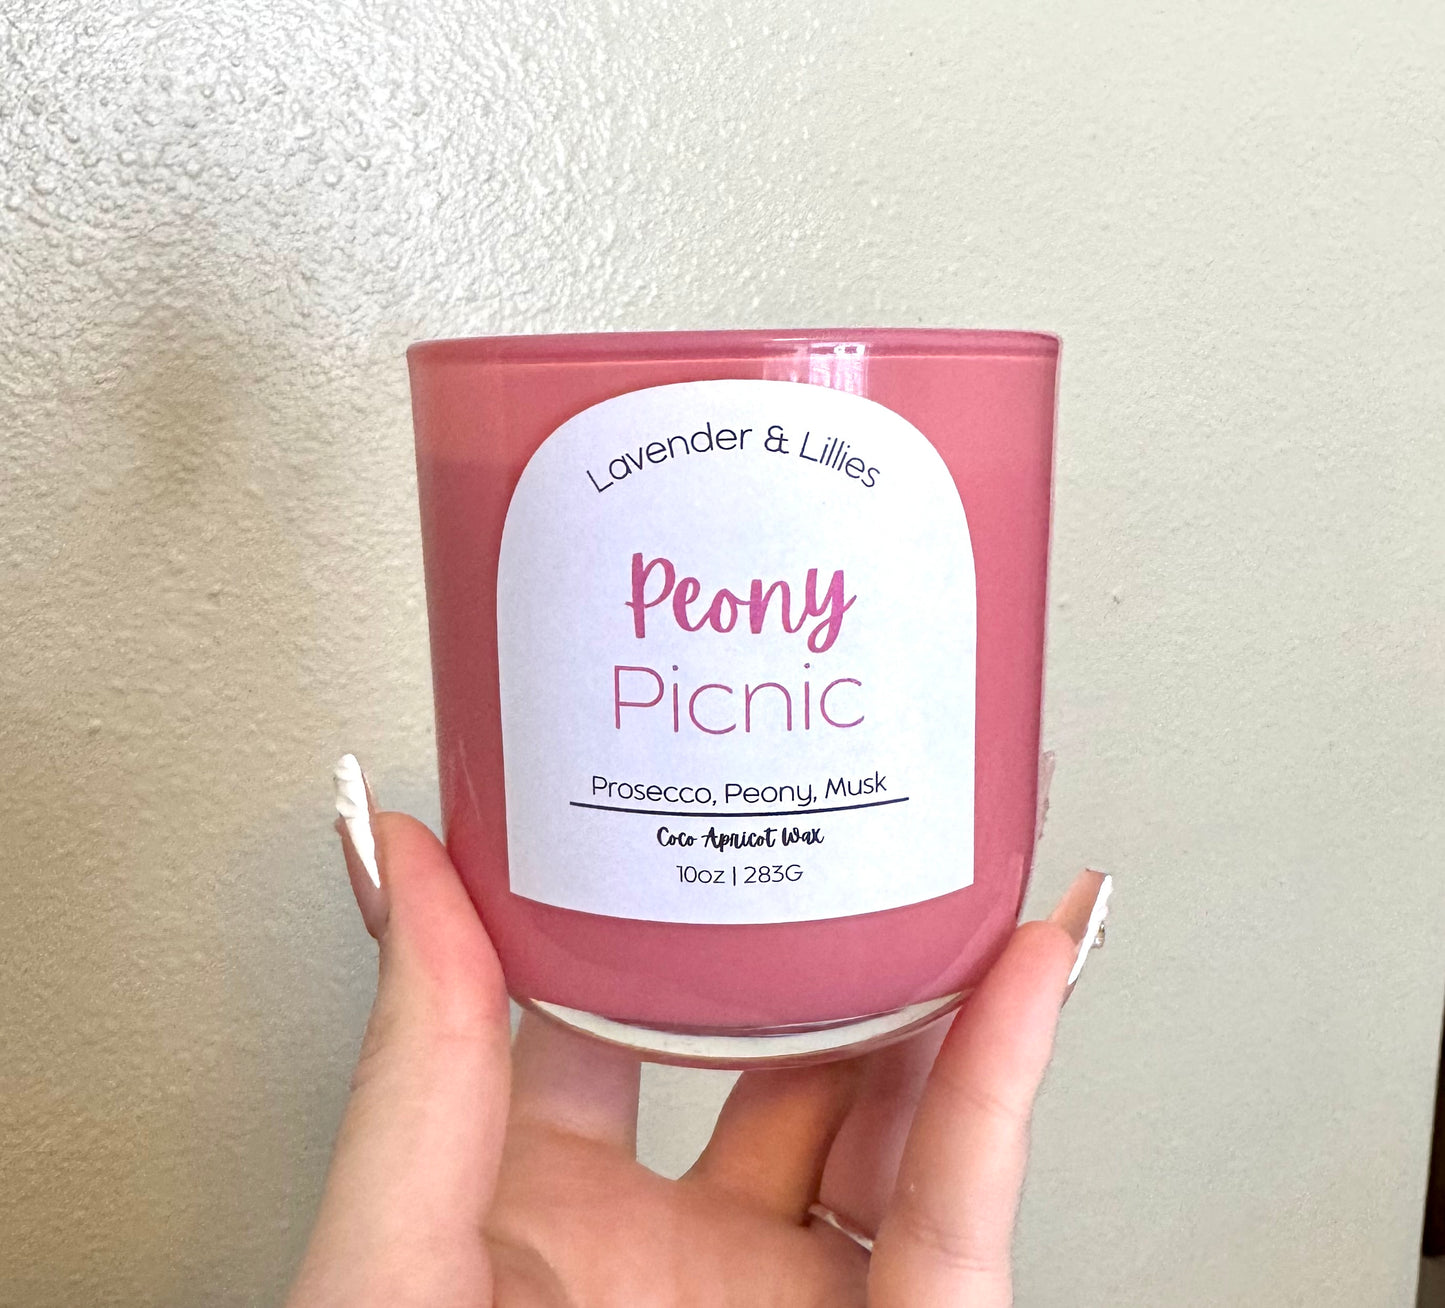 Lavender & Lillies
Peony
Picnic
Prosecco, Peony, Musk
Coco Apricot Wax
10oz | 283G